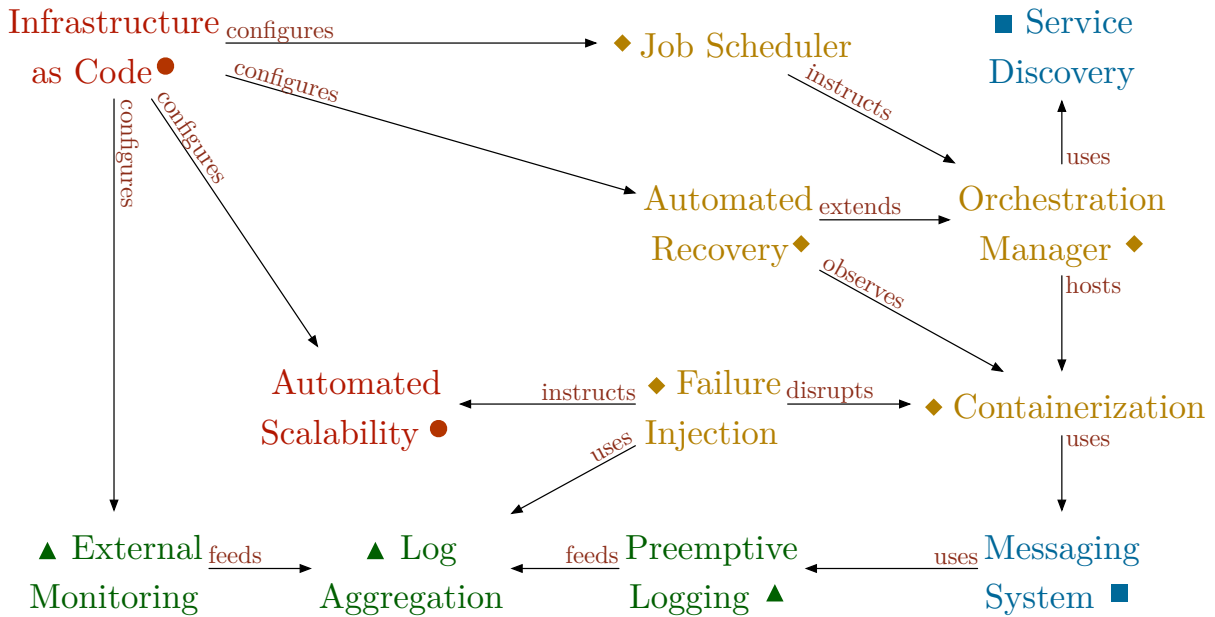 Infrastructure
as Code
configures
Job Scheduler
Service
Discovery
configures
configures
configures
instructs
uses
Automated
Recovery
extends
Orchestration
Manager
observes
hosts
Automated
Scalability
instructs
Failure
Injection
disrupts
Containerization
uses
uses
External
Monitoring
feeds
Log
Aggregation
feeds
Preemptive
Logging
uses
Messaging
System